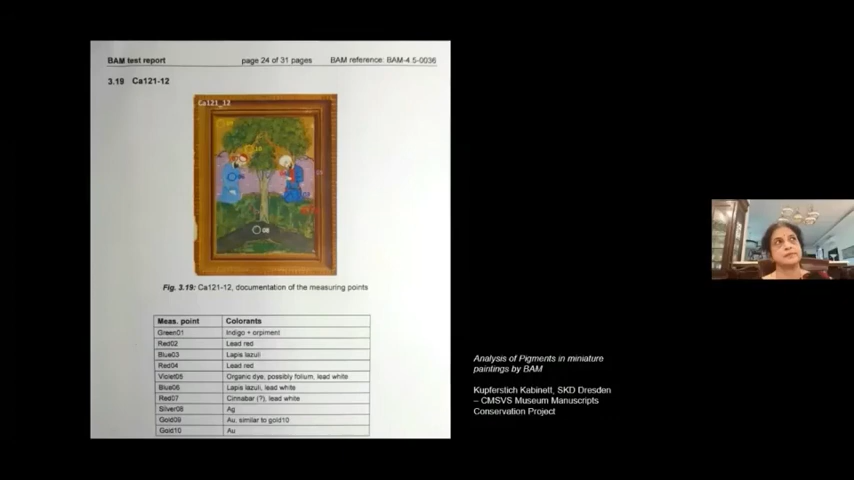 BAM test report page 24 of 31 pages BAM reference: BAM-4.5-0036
3.19 Ca121-12
Ca121_12
08
Fig. 3.19: Ca121-12, documentation of the measuring points
Meas. point Colorants
Green01 Indigo + orpiment
Red02 Lead red
Blue03 Lapis lazuli
Red04 Lead red
Violet05 Organic dye, possibly folium, lead white
Blue06 Lapis lazuli, lead white
Red07 Cinnabar (?), lead white
Silver08 Ag
Gold09 Au, similar to gold10
Gold10 Au
Analysis of Pigments in miniature
paintings by BAM
Kupferstich Kabinett, SKD Dresden
– CMSVS Museum Manuscripts
Conservation Project